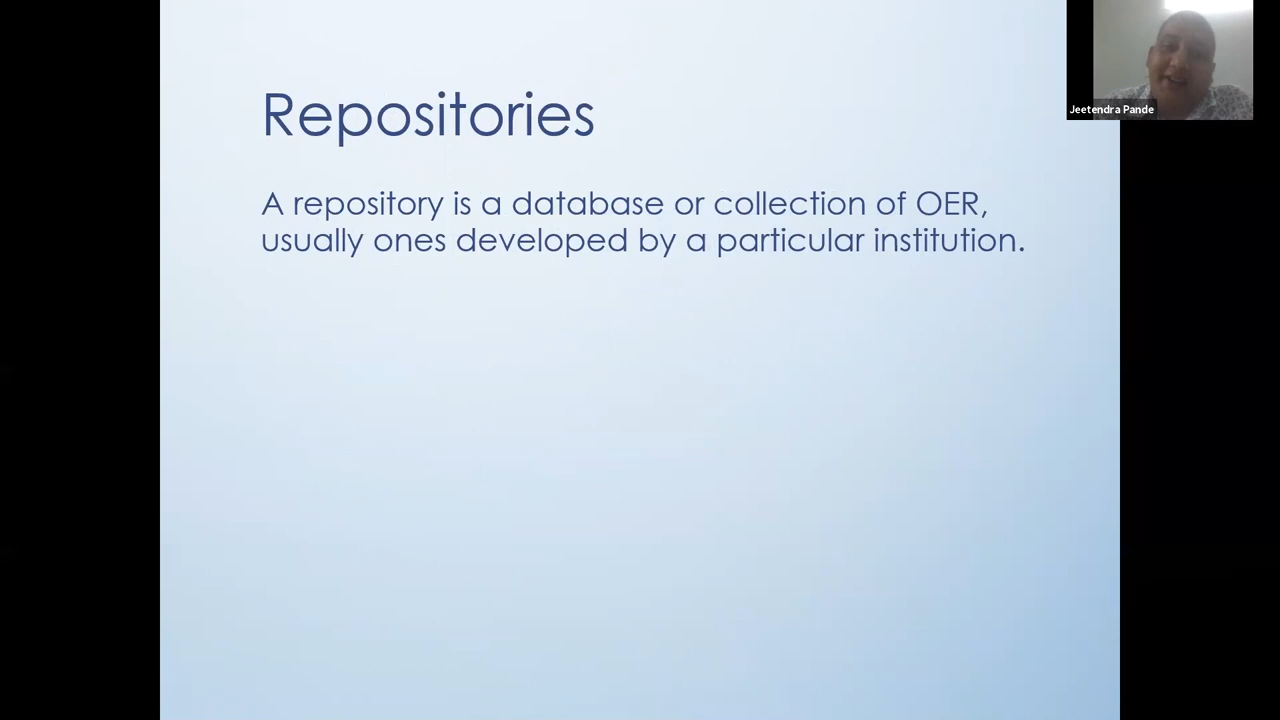 Repositories
A repository is a database or collection of OER,
usually ones developed by a particular institution.
Jeetendra Pande